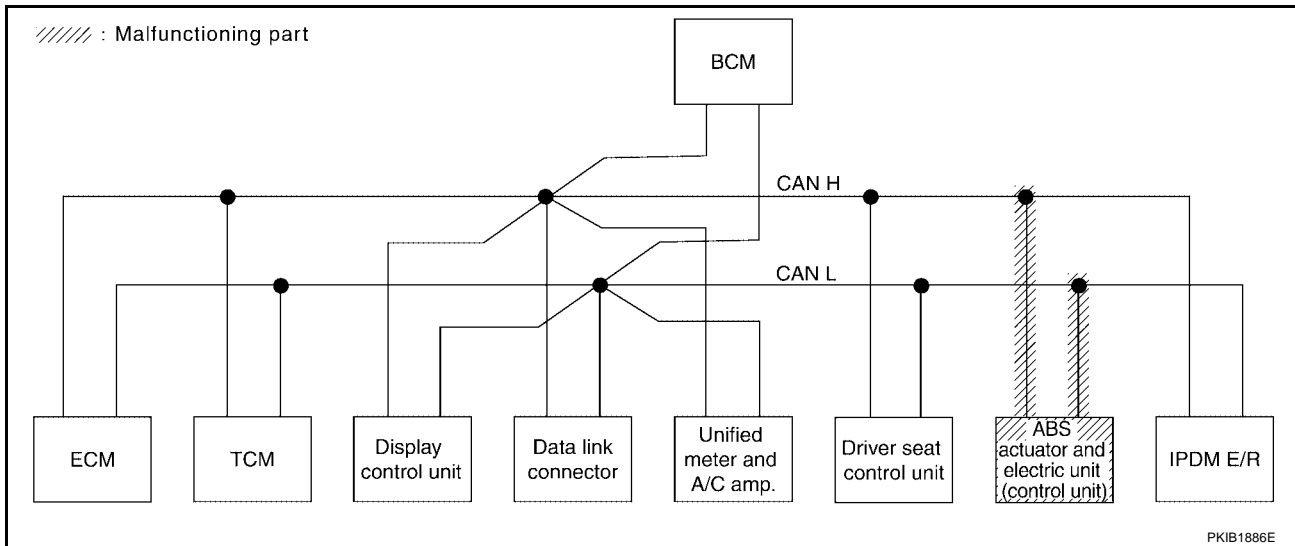 : Malfunctioning part
BCM
CAN H
CAN L
ECM
TCM
Display
control unit
Data link
connector
Unified
meter and
A/C amp.
Driver seat
control unit
ABS
actuator and
electric unit
(control unit)
IPDM E/R
PKIB1886E